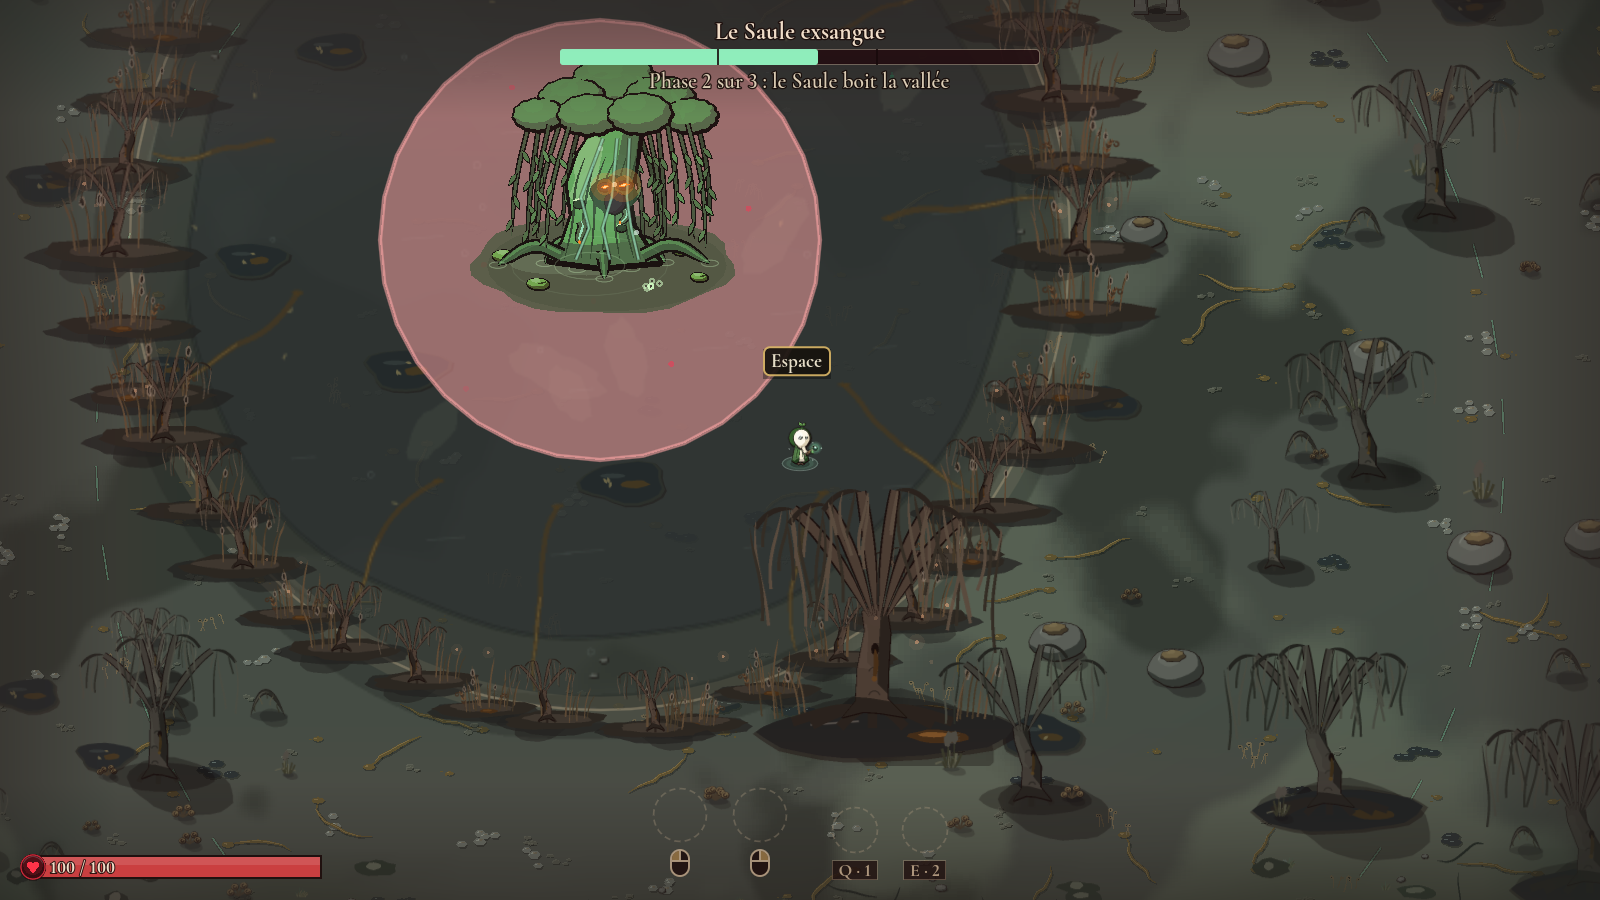 Le Saule exsangue
Phase 2 sur 3 : le Saule boit la vallée
Espace
100 / 100
Q · 1
E · 2